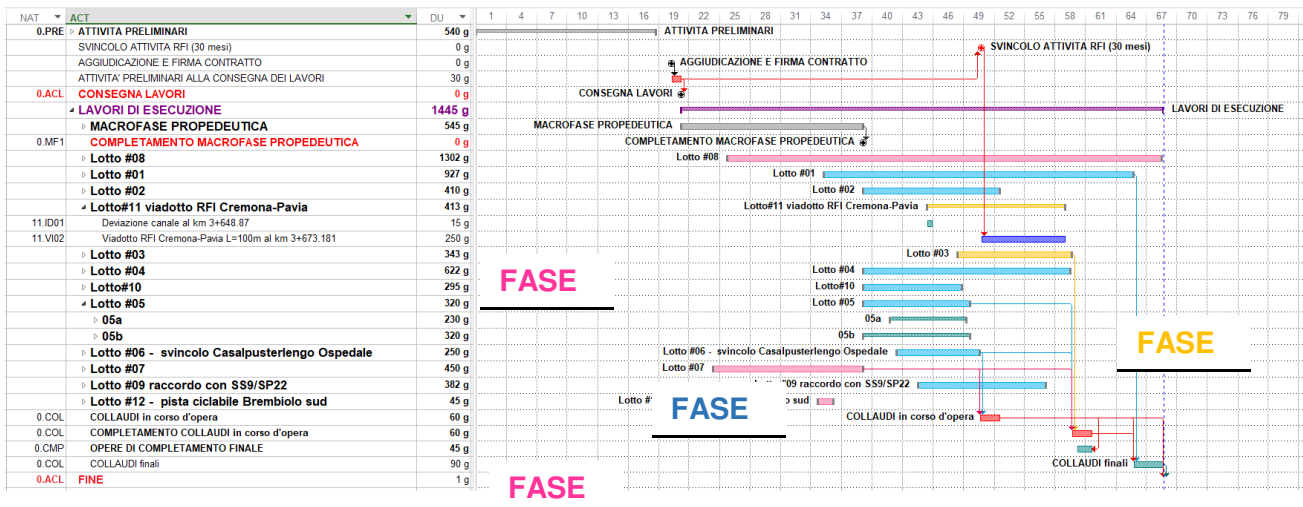 NAT ACT DU 1 4 7 10 13 16 19 22 25 28 31 34 37 40 43 46 49 52 55 58 61 64 67 70 73 76 79
0.PRE ATTIVITA PRELIMINARI 540 g ATTIVITA PRELIMINARI
SVINCOLO ATTIVITA RFI (30 mesi) 0 g SVINCOLO ATTIVITA RFI (30 mesi)
AGGIUDICAZIONE E FIRMA CONTRATTO 0 g AGGIUDICAZIONE E FIRMA CONTRATTO
ATTIVITA' PRELIMINARI ALLA CONSEGNA DEI LAVORI 30 g
0.ACL CONSEGNA LAVORI 0 g CONSEGNA LAVORI
LAVORI DI ESECUZIONE 1445 g LAVORI DI ESECUZIONE
MACROFASE PROPEDEUTICA 545 g MACROFASE PROPEDEUTICA
0.MF1 COMPLETAMENTO MACROFASE PROPEDEUTICA 0 g COMPLETAMENTO MACROFASE PROPEDEUTICA
Lotto #08 1302 g Lotto #08
Lotto #01 927 g Lotto #01
Lotto #02 410 g Lotto #02
Lotto#11 viadotto RFI Cremona-Pavia 413 g Lotto#11 viadotto RFI Cremona-Pavia
11.ID01 Deviazione canale al km 3+648.87 15 g
11.VI02 Viadotto RFI Cremona-Pavia L=100m al km 3+673.181 250 g
Lotto #03 343 g Lotto #03
Lotto #04 622 g FASE Lotto #04
Lotto#10 295 g Lotto#10
Lotto #05 320 g Lotto #05
05a 230 g 05a
05b 320 g 05b FASE
Lotto #06 - svincolo Casalpusterlengo Ospedale 250 g Lotto #06 - svincolo Casalpusterlengo Ospedale
Lotto #07 450 g Lotto #07
Lotto #09 raccordo con SS9/SP22 382 g "09 raccordo con SS9/SP22
Lotto #12 - pista ciclabile Brembiolo sud 45 g Lotto # FASE sud
0.COL COLLAUDI in corso d'opera 60 g COLLAUDI in corso d'opera
0.COL COMPLETAMENTO COLLAUDI in corso d'opera 60 g
0.CMP OPERE DI COMPLETAMENTO FINALE 45 g
0.COL COLLAUDI finali 90 g COLLAUDI finali
0.ACL FINE 1 g FASE